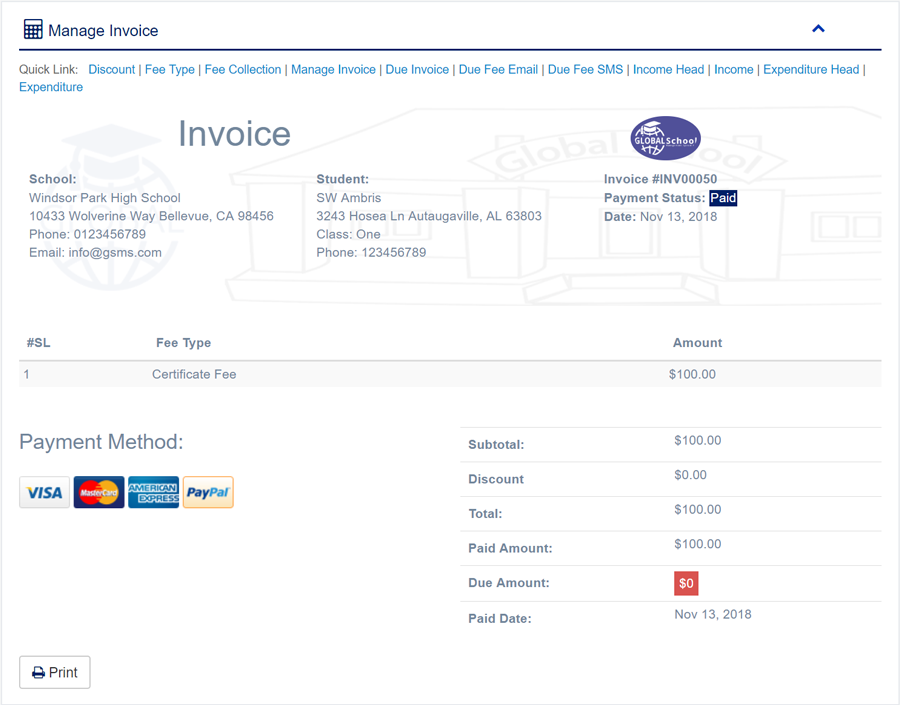 Manage Invoice
Quick Link: Discount | Fee Type | Fee Collection | Manage Invoice | Due Invoice | Due Fee Email | Due Fee SMS | Income Head | Income | Expenditure Head |
Expenditure
Invoice
GLOBAL School
Global School
School:
Windsor Park High School
10433 Wolverine Way Bellevue, CA 98456
Phone: 0123456789
Email: info@gsms.com
Student:
SW Ambris
3243 Hosea Ln Autaugaville, AL 63803
Class: One
Phone: 123456789
Invoice #INV00050
Payment Status: Paid
Date: Nov 13, 2018
#SL Fee Type Amount
1 Certificate Fee $100.00
Payment Method:
VISA MasterCard AMERICAN EXPRESS PayPal
Subtotal: $100.00
Discount $0.00
Total: $100.00
Paid Amount: $100.00
Due Amount: $0
Paid Date: Nov 13, 2018
Print